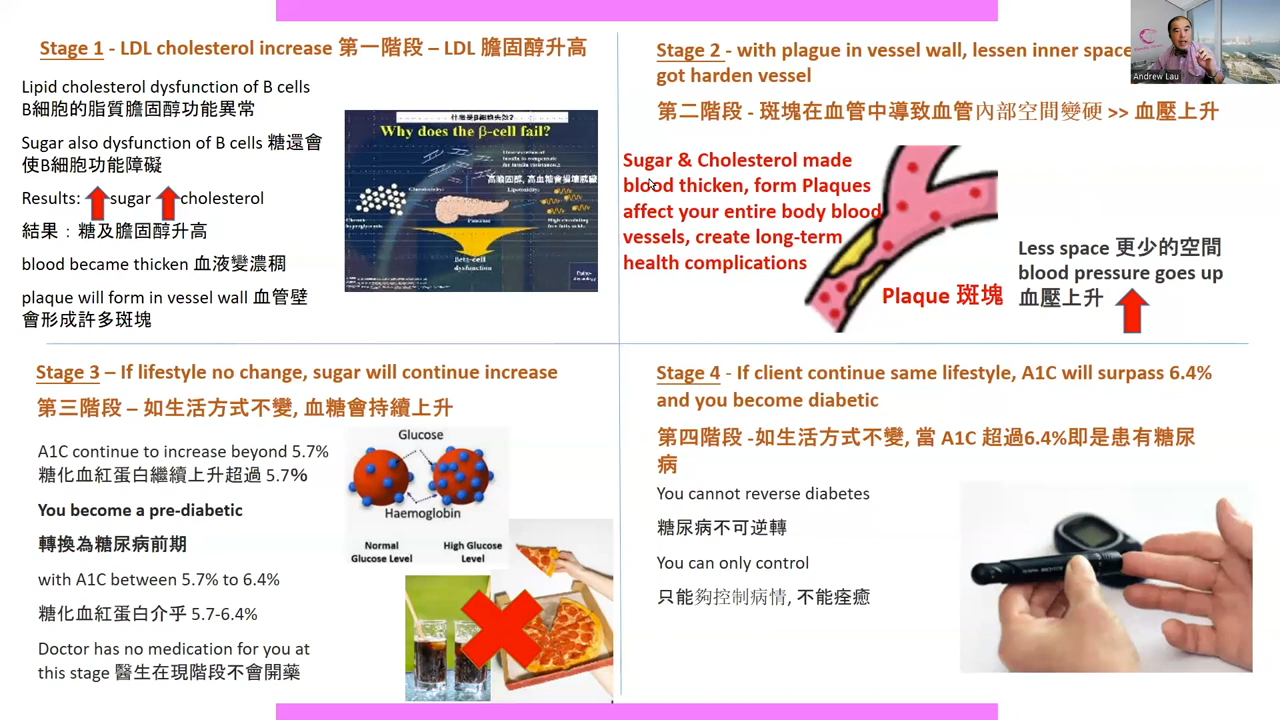 Stage 1 - LDL cholesterol increase 第一階段 – LDL 膽固醇升高
Lipid cholesterol dysfunction of B cells
B細胞的脂質膽固醇功能異常
Sugar also dysfunction of B cells 糖還會
使B細胞功能障礙
Results: sugar cholesterol
結果：糖及膽固醇升高
blood became thicken 血液變濃稠
plaque will form in vessel wall 血管壁
會形成許多斑塊
Why does the β-cell fail?
高膽固醇, 高血糖會損壞胰臟
Pancreas
Beta-cell
dysfunction
Stage 2 - with plague in vessel wall, lessen inner space
got harden vessel
第二階段 - 斑塊在血管中導致血管內部空間變硬 >> 血壓上升
Andrew Lau
Sugar & Cholesterol made
blood thicken, form Plaques
affect your entire body blood
vessels, create long-term
health complications
Plaque 斑塊
Less space 更少的空間
blood pressure goes up
血壓上升
Stage 3 – If lifestyle no change, sugar will continue increase
第三階段 – 如生活方式不變, 血糖會持續上升
A1C continue to increase beyond 5.7%
糖化血紅蛋白繼續上升超過 5.7%
You become a pre-diabetic
轉換為糖尿病前期
with A1C between 5.7% to 6.4%
糖化血紅蛋白介乎 5.7-6.4%
Doctor has no medication for you at
this stage 醫生在現階段不會開藥
Glucose
Haemoglobin
Normal
Glucose Level
High Glucose
Level
Stage 4 - If client continue same lifestyle, A1C will surpass 6.4%
and you become diabetic
第四階段 -如生活方式不變, 當 A1C 超過6.4%即是患有糖尿
病
You cannot reverse diabetes
糖尿病不可逆轉
You can only control
只能夠控制病情, 不能痊癒